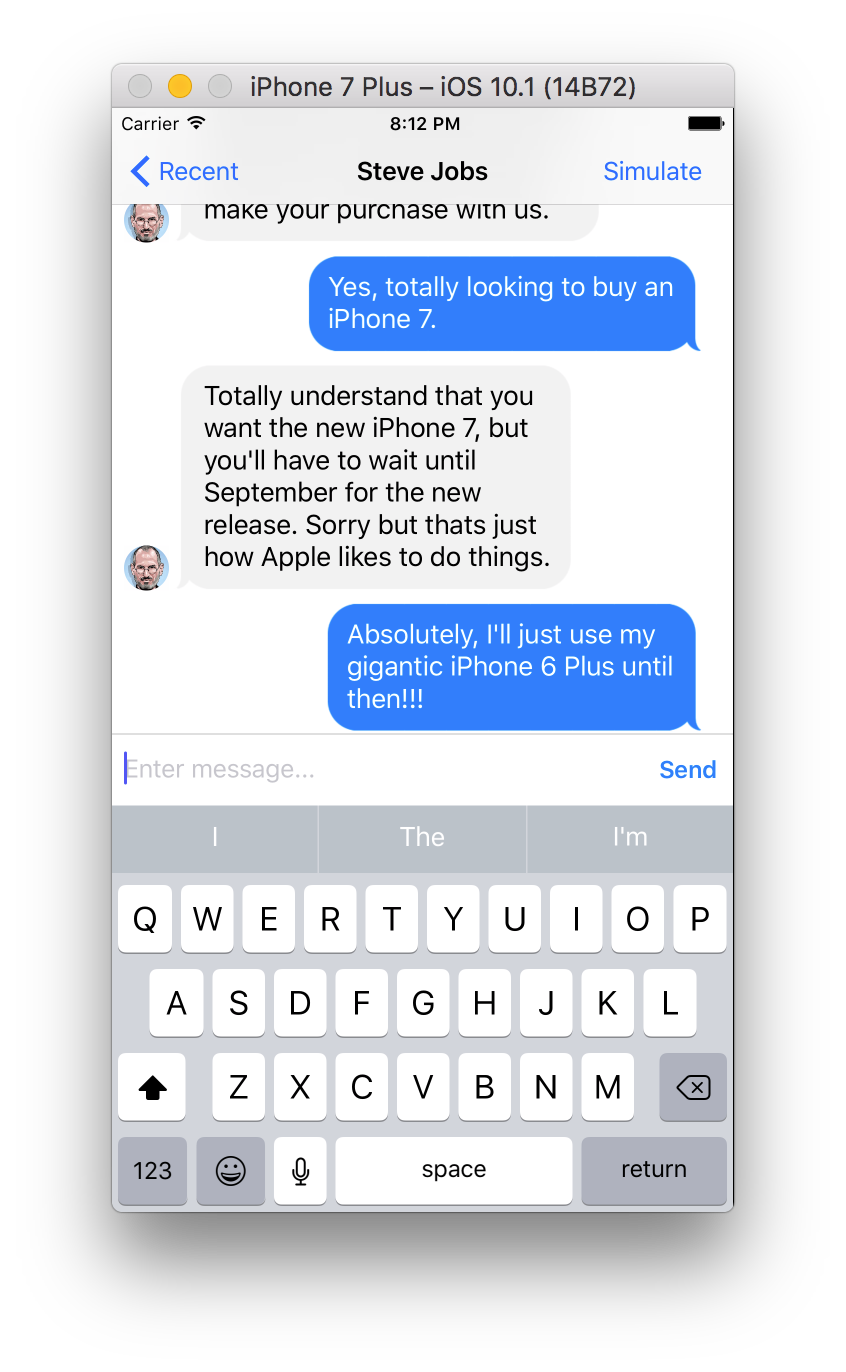 iPhone 7 Plus – iOS 10.1 (14B72)
Carrier 8:12 PM
Recent Steve Jobs Simulate
make your purchase with us.
Yes, totally looking to buy an
iPhone 7.
Totally understand that you
want the new iPhone 7, but
you'll have to wait until
September for the new
release. Sorry but thats just
how Apple likes to do things.
Absolutely, I'll just use my
gigantic iPhone 6 Plus until
then!!!
Enter message... Send
I The I'm
Q W E R T Y U I O P
A S D F G H J K L
Z X C V B N M
123 space return